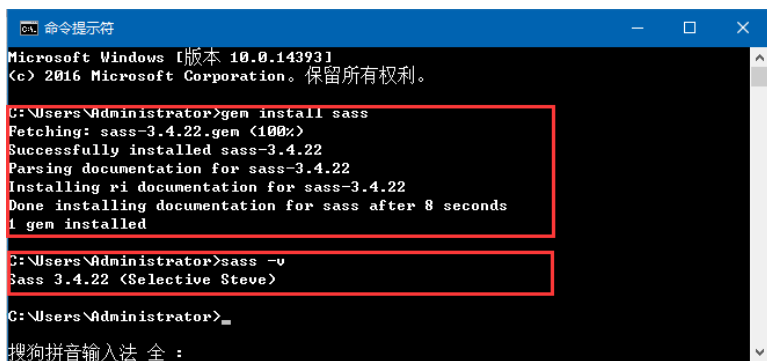 命令提示符
Microsoft Windows [版本 10.0.14393]
(c) 2016 Microsoft Corporation。保留所有权利。
C:\Users\Administrator>gem install sass
Fetching: sass-3.4.22.gem (100%)
Successfully installed sass-3.4.22
Parsing documentation for sass-3.4.22
Installing ri documentation for sass-3.4.22
Done installing documentation for sass after 8 seconds
1 gem installed
C:\Users\Administrator>sass -v
Sass 3.4.22 (Selective Steve)
C:\Users\Administrator>_
搜狗拼音输入法 全 :